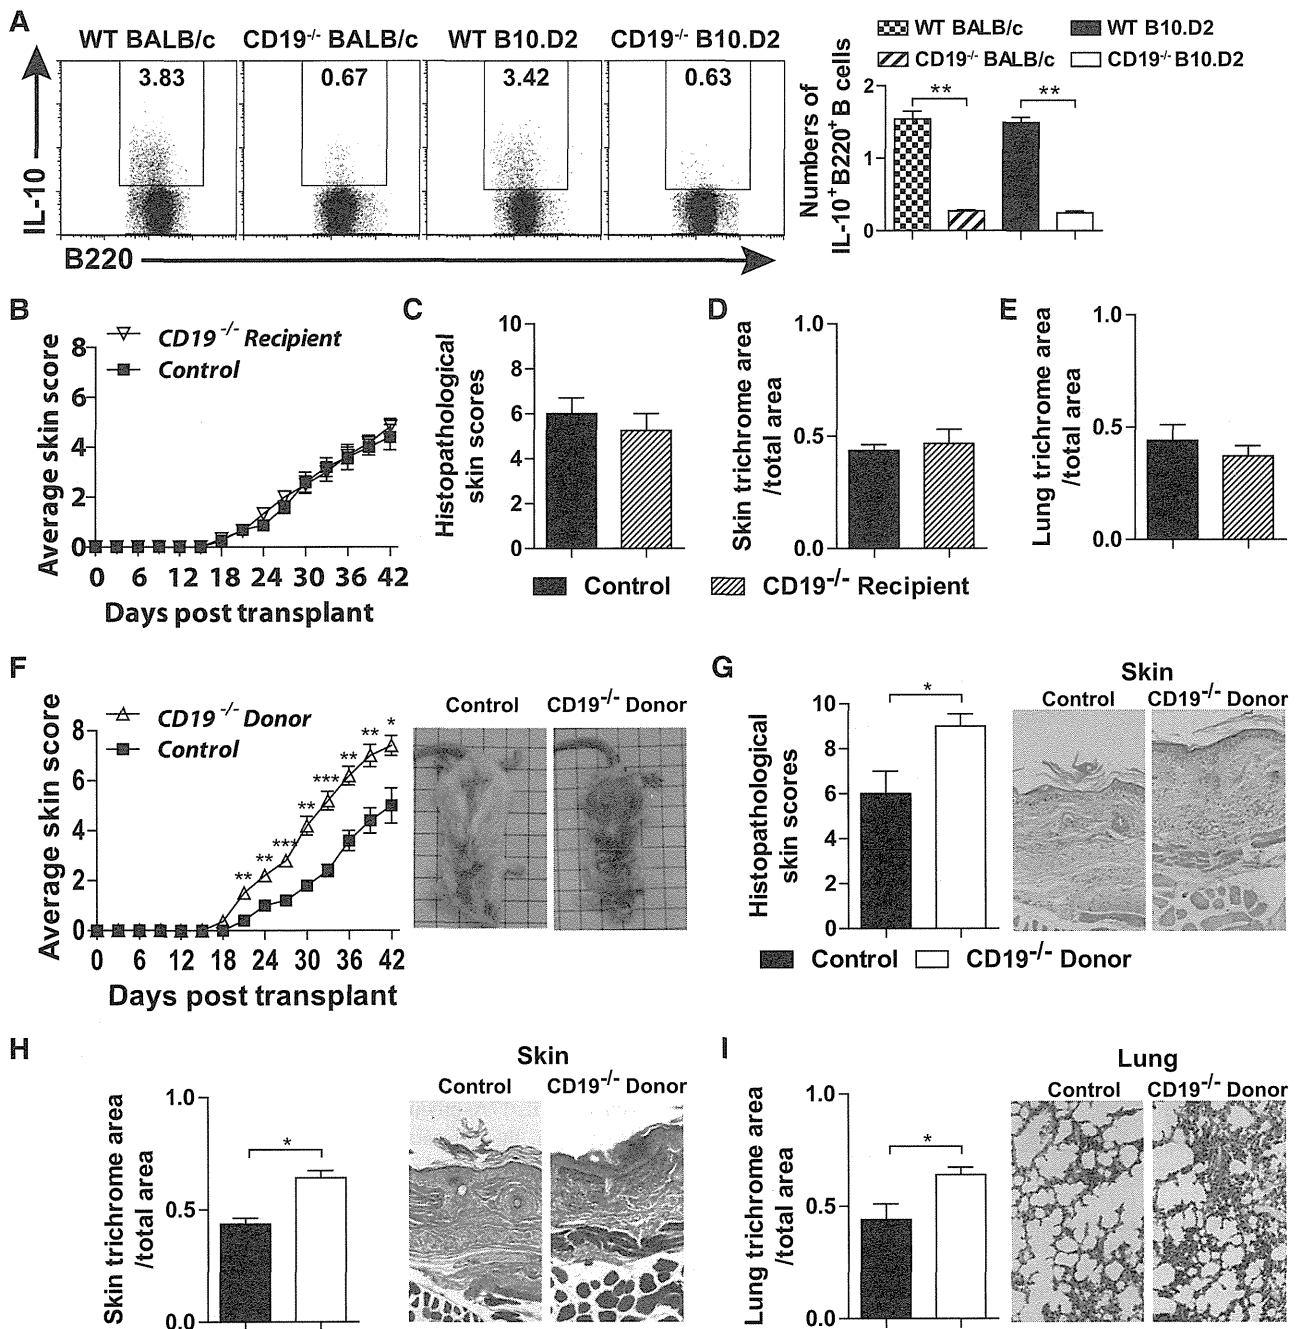 A
WT BALB/c CD19-/- BALB/c WT B10.D2 CD19-/- B10.D2
3.83 0.67 3.42 0.63
IL-10
B220
WT BALB/c WT B10.D2
CD19-/- BALB/c CD19-/- B10.D2
Numbers of
IL-10+B220+B cells
2
1
0
** **
B
CD19 -/- Recipient
Control
Average skin score
8
6
4
2
0
0 6 12 18 24 30 36 42
Days post transplant
C
Histopathological
skin scores
10
8
6
4
2
0
D
Skin trichrome area
/total area
1.0
0.5
0.0
E
Lung trichrome area
/total area
1.0
0.5
0.0
Control CD19-/- Recipient
F
CD19 -/- Donor
Control
Average skin score
8
6
4
2
0
** ** *** ** *** ** ** *
0 6 12 18 24 30 36 42
Days post transplant
Control CD19-/- Donor
G
Histopathological
skin scores
10
8
6
4
2
0
*
Control CD19-/- Donor
Skin
Control CD19-/- Donor
H
Skin trichrome area
/total area
1.0
0.5
0.0
*
Skin
Control CD19-/- Donor
I
Lung trichrome area
/total area
1.0
0.5
0.0
*
Lung
Control CD19-/- Donor